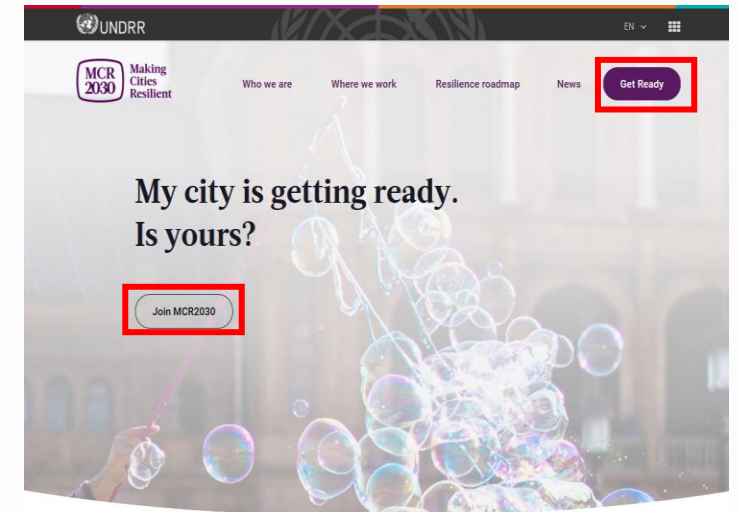 UNDRR
EN
MCR
2030
Making
Cities
Resilient
Who we are
Where we work
Resilience roadmap
News
Get Ready
My city is getting ready.
Is yours?
Join MCR2030